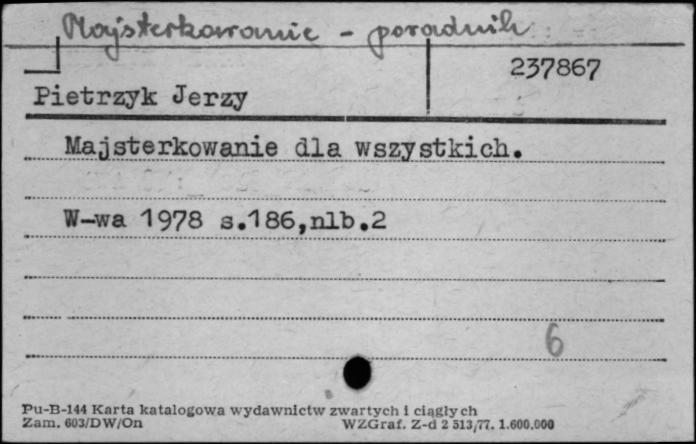 Majsterkowanie - poradnik
237867
Pietrzyk Jerzy
Majsterkowanie dla wszystkich.
W-wa 1978 s.186,nlb.2
6
Pu-B-144 Karta katalogowa wydawnictw zwartych i ciągłych
Zam. 603/DW/On WZGraf. Z-d 2 513/77. 1.600.000